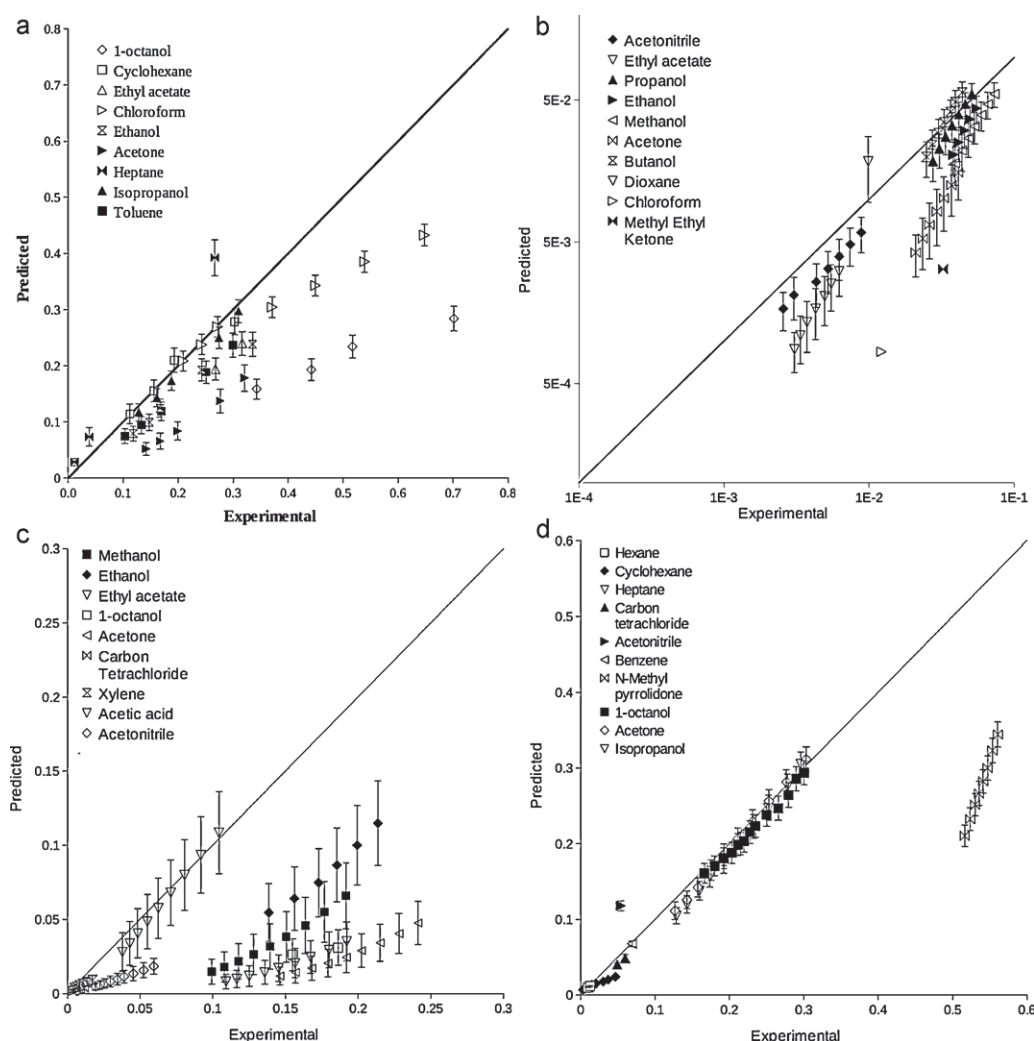 a
0.8
0.7
0.6
0.5
0.4
0.3
0.2
0.1
0
Predicted
1-octanol
Cyclohexane
Ethyl acetate
Chloroform
Ethanol
Acetone
Heptane
Isopropanol
Toluene
0.0 0.1 0.2 0.3 0.4 0.5 0.6 0.7 0.8
Experimental
b
5E-2
5E-3
5E-4
Predicted
Acetonitrile
Ethyl acetate
Propanol
Ethanol
Methanol
Acetone
Butanol
Dioxane
Chloroform
Methyl Ethyl
Ketone
1E-4 1E-3 1E-2 1E-1
Experimental
c
0.3
0.25
0.2
0.15
0.1
0.05
0
Predicted
Methanol
Ethanol
Ethyl acetate
1-octanol
Acetone
Carbon
Tetrachloride
Xylene
Acetic acid
Acetonitrile
0 0.05 0.1 0.15 0.2 0.25 0.3
Experimental
d
0.6
0.5
0.4
0.3
0.2
0.1
0
Predicted
Hexane
Cyclohexane
Heptane
Carbon
tetrachloride
Acetonitrile
Benzene
N-Methyl
pyrrolidone
1-octanol
Acetone
Isopropanol
0 0.1 0.2 0.3 0.4 0.5 0.6
Experimental